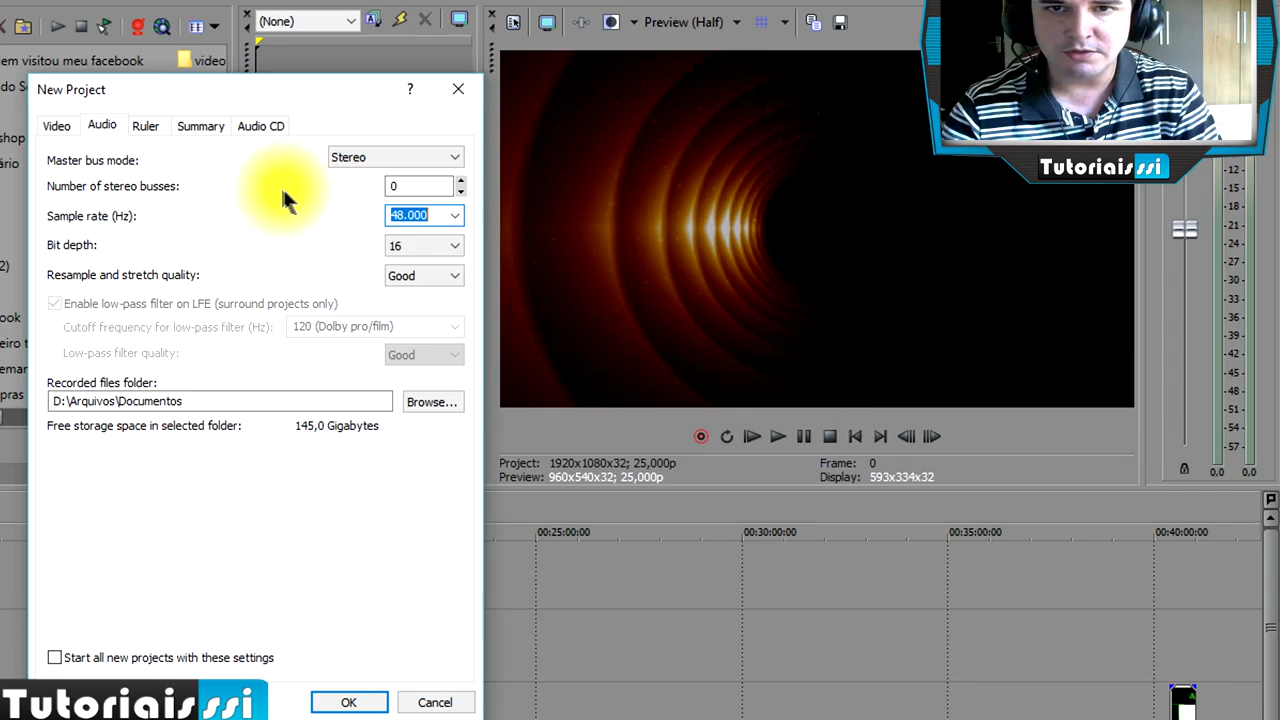 (None)
Preview (Half)
em visitou meu facebook
video
New Project
?
Video
Audio
Ruler
Summary
Audio CD
Master bus mode:
Stereo
Number of stereo busses:
0
Sample rate (Hz):
48.000
Bit depth:
16
Resample and stretch quality:
Good
Enable low-pass filter on LFE (surround projects only)
Cutoff frequency for low-pass filter (Hz):
120 (Dolby pro/film)
Low-pass filter quality:
Good
Recorded files folder:
D:\Arquivos\Documentos
Browse...
Free storage space in selected folder:
145,0 Gigabytes
Start all new projects with these settings
OK
Cancel
Tutoriaisssi
Project: 1920x1080x32; 25,000p
Frame: 0
Preview: 960x540x32; 25,000p
Display: 593x334x32
00:25:00:00
00:30:00:00
00:35:00:00
00:40:00:00
Tutoriaisssi
12
15
18
21
24
27
30
33
36
39
42
45
48
51
54
57
0,0
0,0